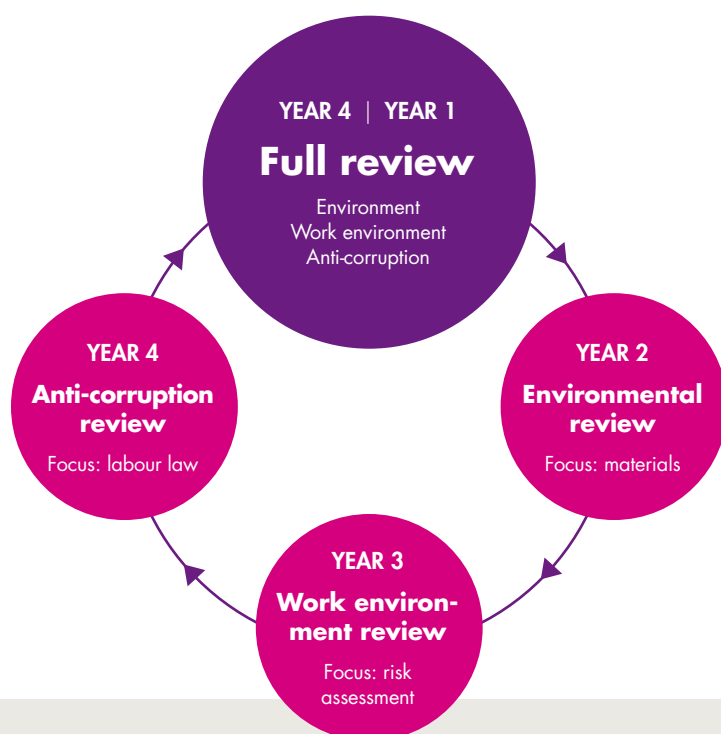 YEAR 4 | YEAR 1
Full review
Environment
Work environment
Anti-corruption
YEAR 2
Environmental
review
Focus: materials
YEAR 3
Work environ-
ment review
Focus: risk
assessment
YEAR 4
Anti-corruption
review
Focus: labour law